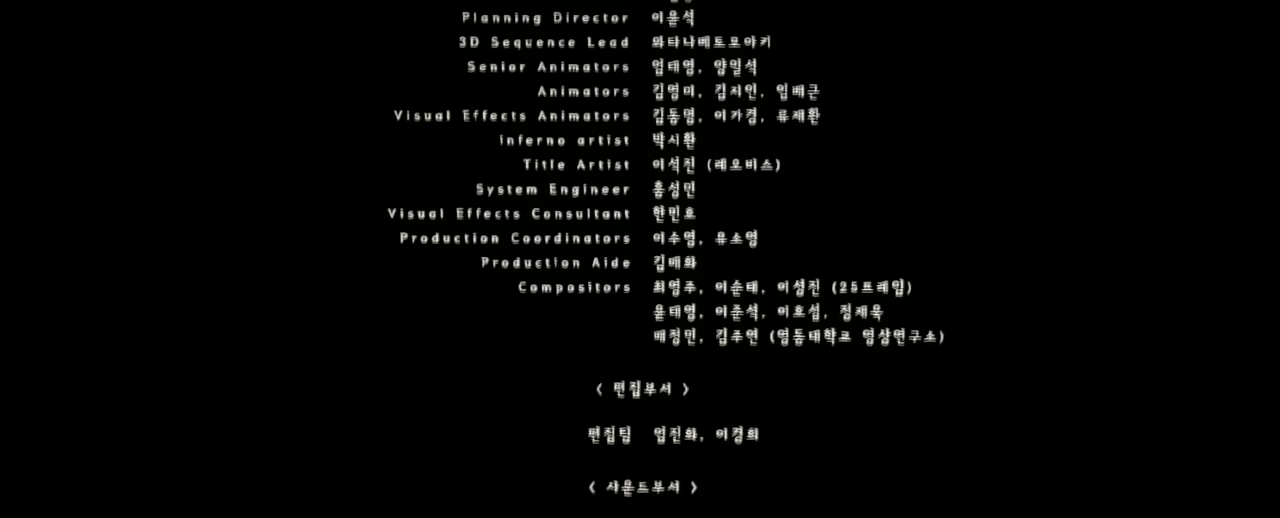 Planning Director 이윤석
3D Sequence Lead 와타나베토모야키
Senior Animators 엄태영, 양일석
Animators 김영미, 김지인, 임배근
Visual Effects Animators 김동명, 이가경, 류재환
inferno artist 박시환
Title Artist 이석진 (레오비스)
System Engineer 홍성민
Visual Effects Consultant 한민호
Production Coordinators 이수영, 유소영
Production Aide 김태화
Compositors 최영주, 이순태, 이성진 (25프레임)
윤태영, 이준석, 이호섭, 정재욱
배정민, 김주연 (영동대학교 영상연구소)
< 편집부서 >
편집팀 엄진화, 이경희
< 사운드부서 >